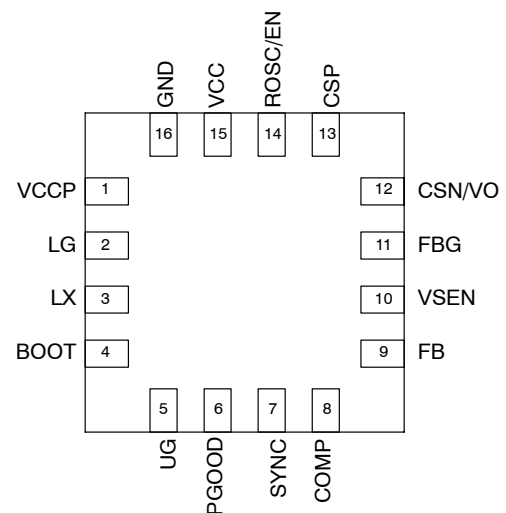 GND
VCC
ROSC/EN
CSP
16
15
14
13
VCCP 1
12 CSN/VO
LG 2
11 FBG
LX 3
10 VSEN
BOOT 4
9 FB
5
6
7
8
UG
PGOOD
SYNC
COMP